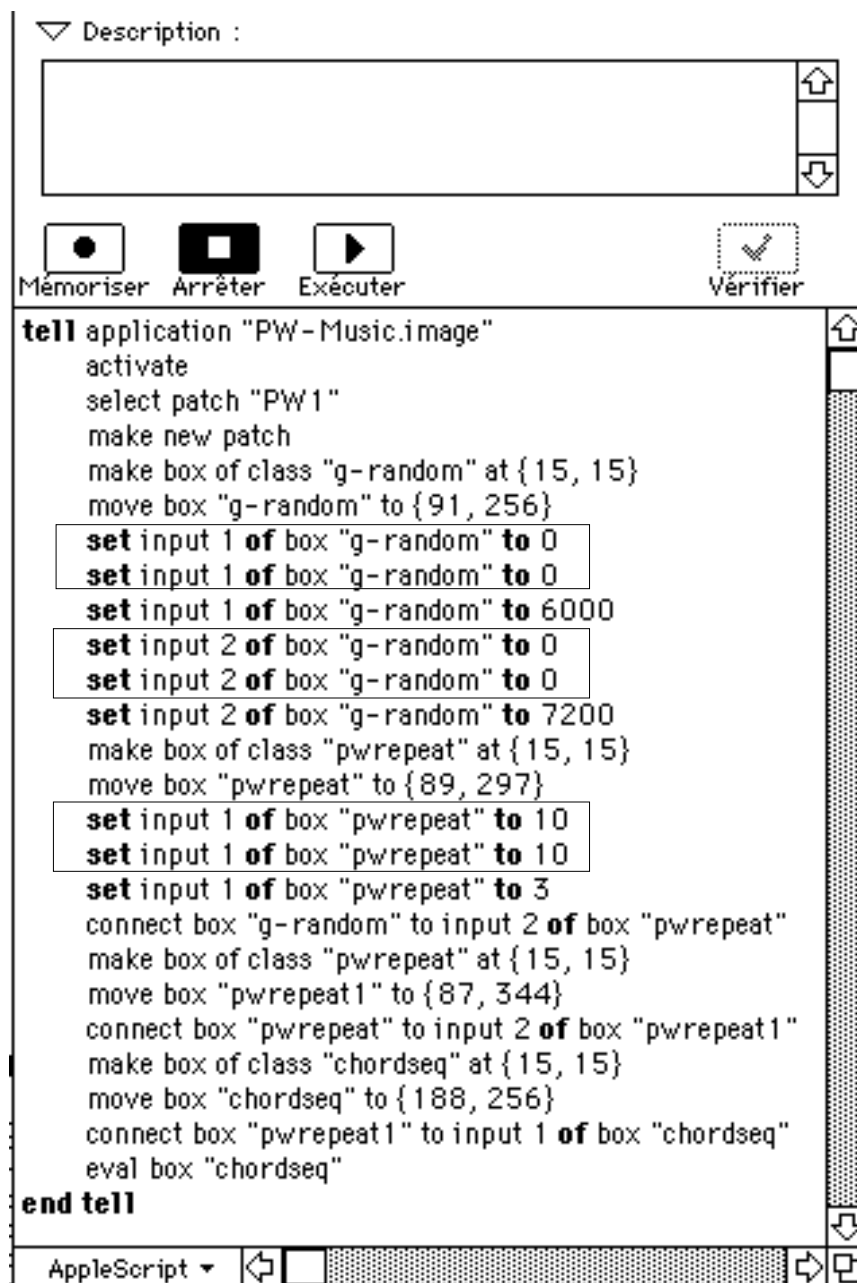 Description :
Mémoriser Arrêter Exécuter Vérifier
tell application "PW-Music.image"
activate
select patch "PW1"
make new patch
make box of class "g-random" at {15, 15}
move box "g-random" to {91, 256}
set input 1 of box "g-random" to 0
set input 1 of box "g-random" to 0
set input 1 of box "g-random" to 6000
set input 2 of box "g-random" to 0
set input 2 of box "g-random" to 0
set input 2 of box "g-random" to 7200
make box of class "pwrepeat" at {15, 15}
move box "pwrepeat" to {89, 297}
set input 1 of box "pwrepeat" to 10
set input 1 of box "pwrepeat" to 10
set input 1 of box "pwrepeat" to 3
connect box "g-random" to input 2 of box "pwrepeat"
make box of class "pwrepeat" at {15, 15}
move box "pwrepeat1" to {87, 344}
connect box "pwrepeat" to input 2 of box "pwrepeat1"
make box of class "chordseq" at {15, 15}
move box "chordseq" to {188, 256}
connect box "pwrepeat1" to input 1 of box "chordseq"
eval box "chordseq"
end tell
AppleScript